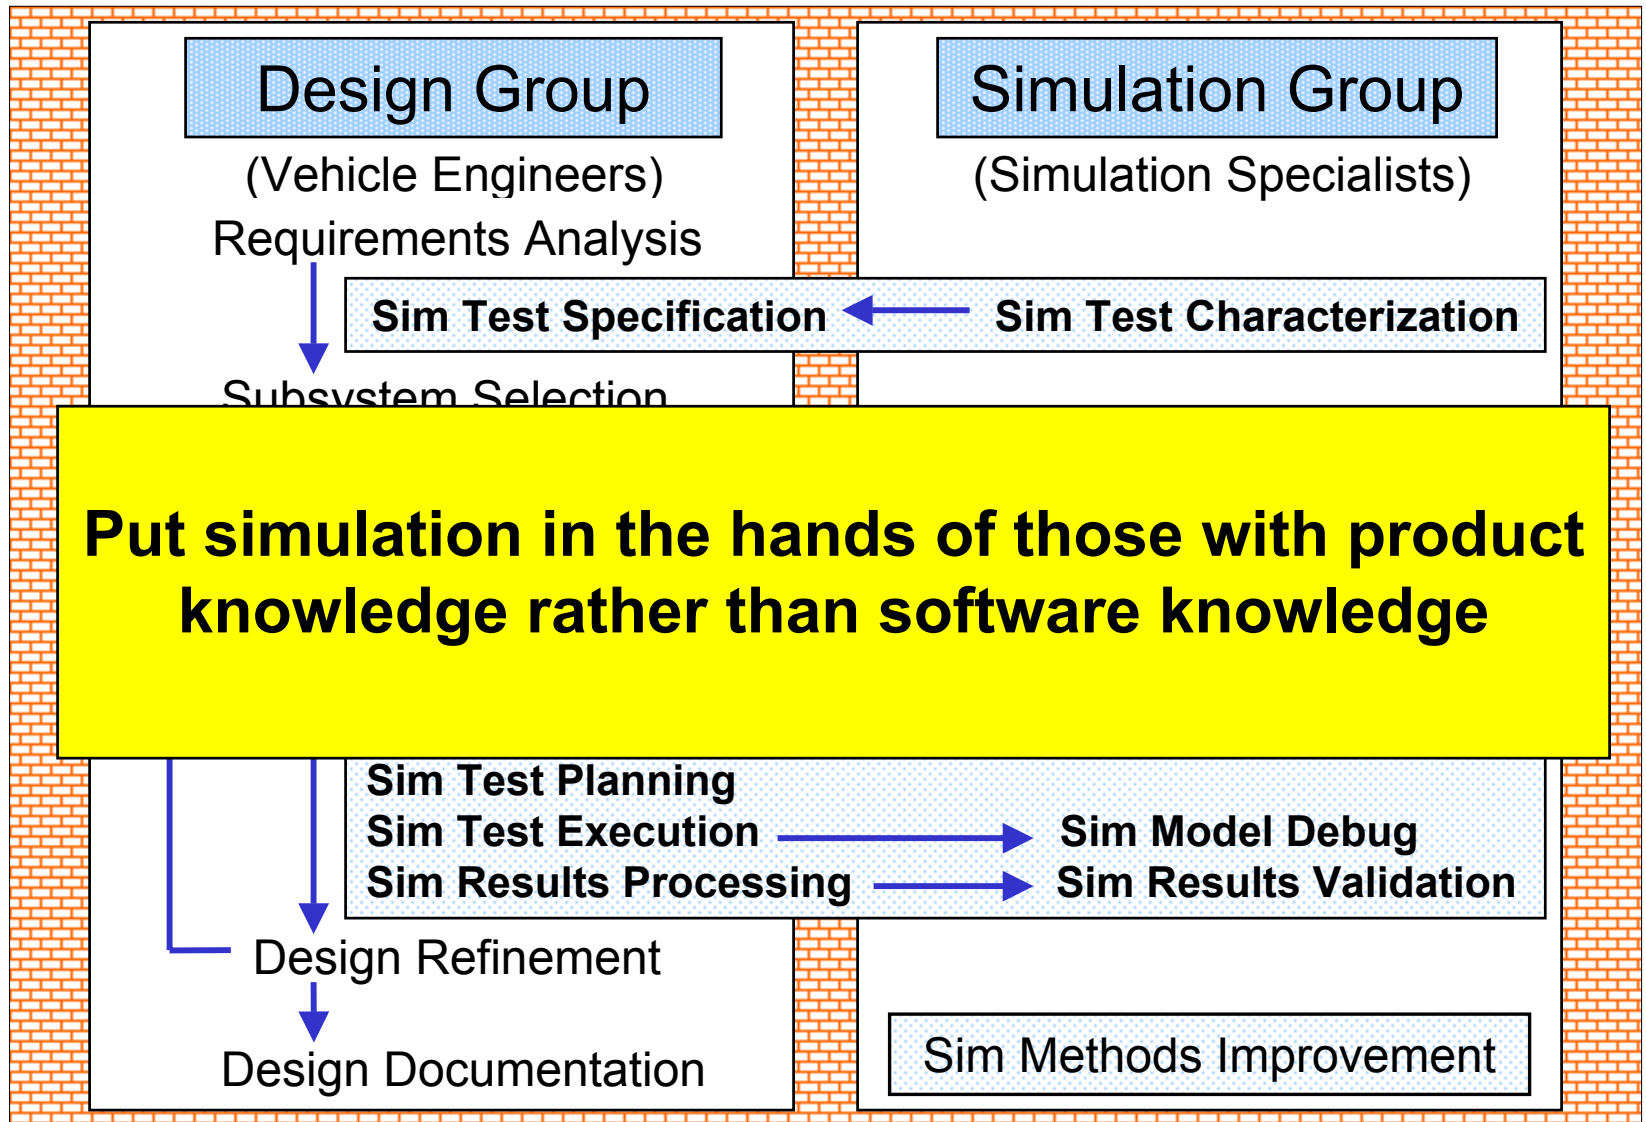 Design Group
Simulation Group
(Vehicle Engineers)
(Simulation Specialists)
Requirements Analysis
Sim Test Specification
Sim Test Characterization
Subsystem Selection
Put simulation in the hands of those with product
knowledge rather than software knowledge
Sim Test Planning
Sim Test Execution
Sim Model Debug
Sim Results Processing
Sim Results Validation
Design Refinement
Design Documentation
Sim Methods Improvement